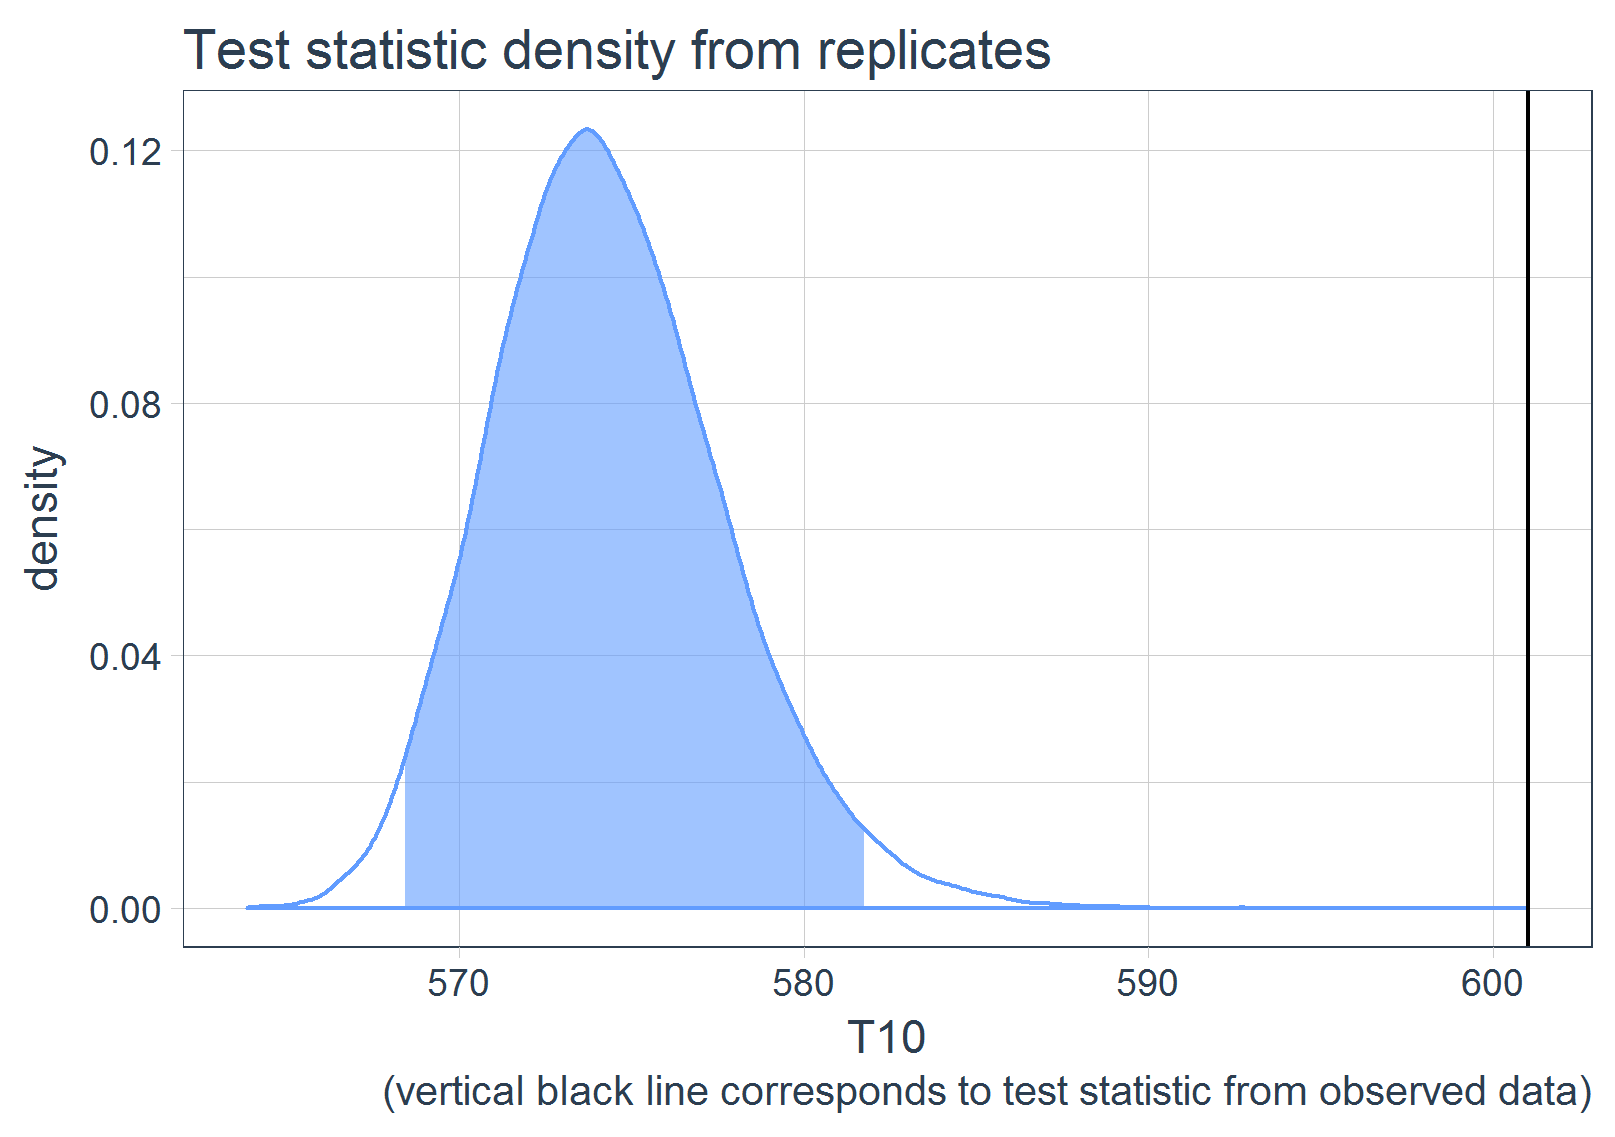 Test statistic density from replicates
0.12
0.08
0.04
0.00
density
570 580 590 600
T10
(vertical black line corresponds to test statistic from observed data)